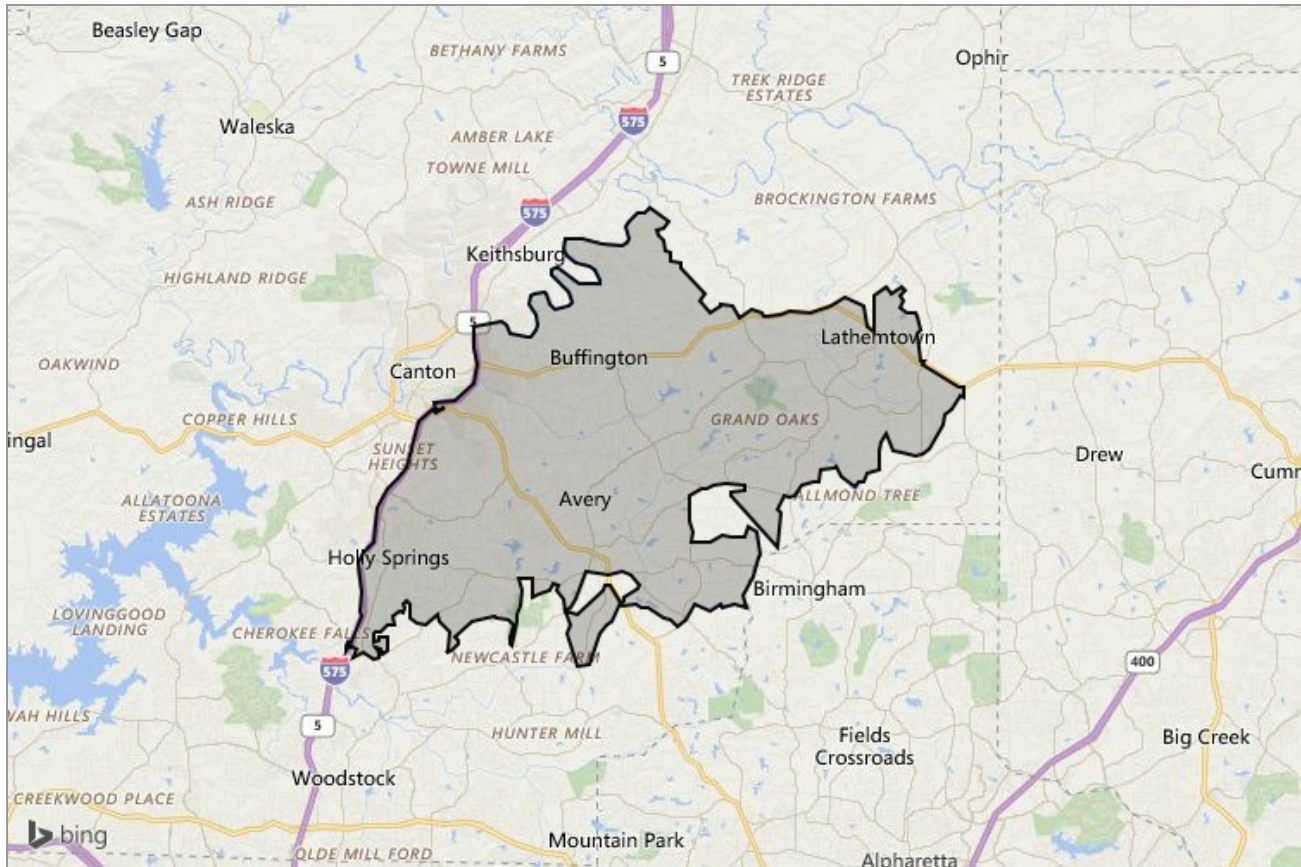 Beasley Gap
BETHANY FARMS
Ophir
5
TREK RIDGE
ESTATES
575
Waleska
AMBER LAKE
TOWNE MILL
ASH RIDGE
BROCKINGTON FARMS
575
Keithsburg
HIGHLAND RIDGE
5
Lathemtown
Buffington
OAKWIND
Canton
COPPER HILLS
GRAND OAKS
ingal
SUNSET
HEIGHTS
Drew
Cumr
ALLATOONA
ESTATES
Avery
ALLMOND TREE
Holly Springs
Birmingham
LOVINGGOOD
LANDING
CHEROKEE FALLS
NEWCASTLE FARM
575
400
WAH HILLS
5
HUNTER MILL
Fields
Crossroads
Big Creek
Woodstock
CREEKWOOD PLACE
bing
Mountain Park
OLDE MILL FORD
Alpharetta